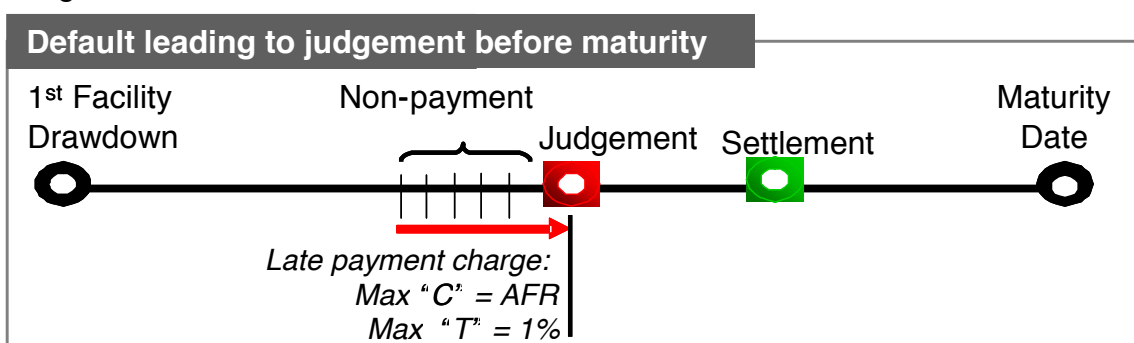 Default leading to judgement before maturity
1st Facility
Drawdown
Non-payment
Judgement
Settlement
Maturity
Date
Late payment charge:
Max "C" = AFR
Max "T" = 1%